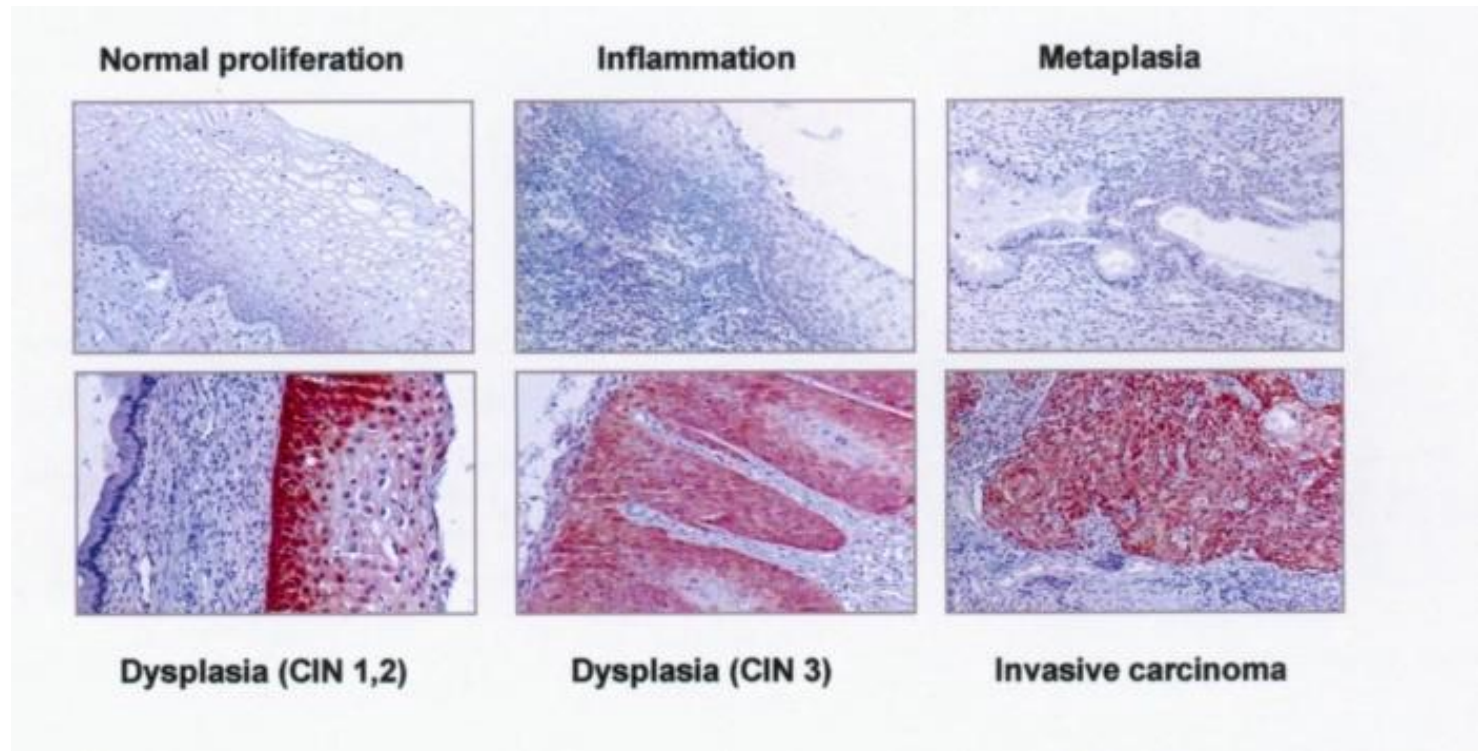 Normal proliferation
Inflammation
Metaplasia
Dysplasia (CIN 1,2)
Dysplasia (CIN 3)
Invasive carcinoma